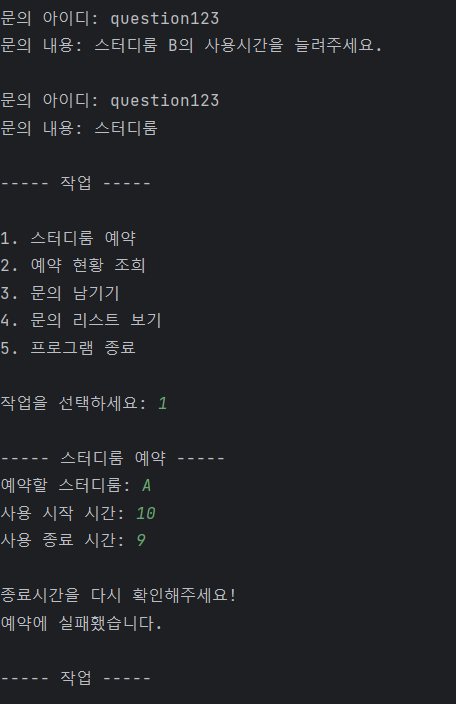 문의 아이디: question123
문의 내용: 스터디룸 B의 사용시간을 늘려주세요.
문의 아이디: question123
문의 내용: 스터디룸
----- 작업 -----
1. 스터디룸 예약
2. 예약 현황 조회
3. 문의 남기기
4. 문의 리스트 보기
5. 프로그램 종료
작업을 선택하세요: 1
----- 스터디룸 예약 -----
예약할 스터디룸: A
사용 시작 시간: 10
사용 종료 시간: 9
종료시간을 다시 확인해주세요!
예약에 실패했습니다.
----- 작업 -----